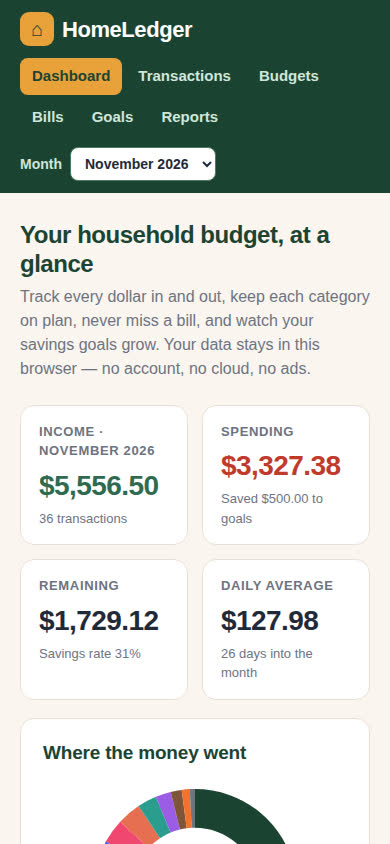 HomeLedger
Dashboard Transactions Budgets
Bills Goals Reports
Month November 2026
Your household budget, at a
glance
Track every dollar in and out, keep each category
on plan, never miss a bill, and watch your
savings goals grow. Your data stays in this
browser — no account, no cloud, no ads.
INCOME ·
NOVEMBER 2026
$5,556.50
36 transactions
SPENDING
$3,327.38
Saved $500.00 to
goals
REMAINING
$1,729.12
Savings rate 31%
DAILY AVERAGE
$127.98
26 days into the
month
Where the money went